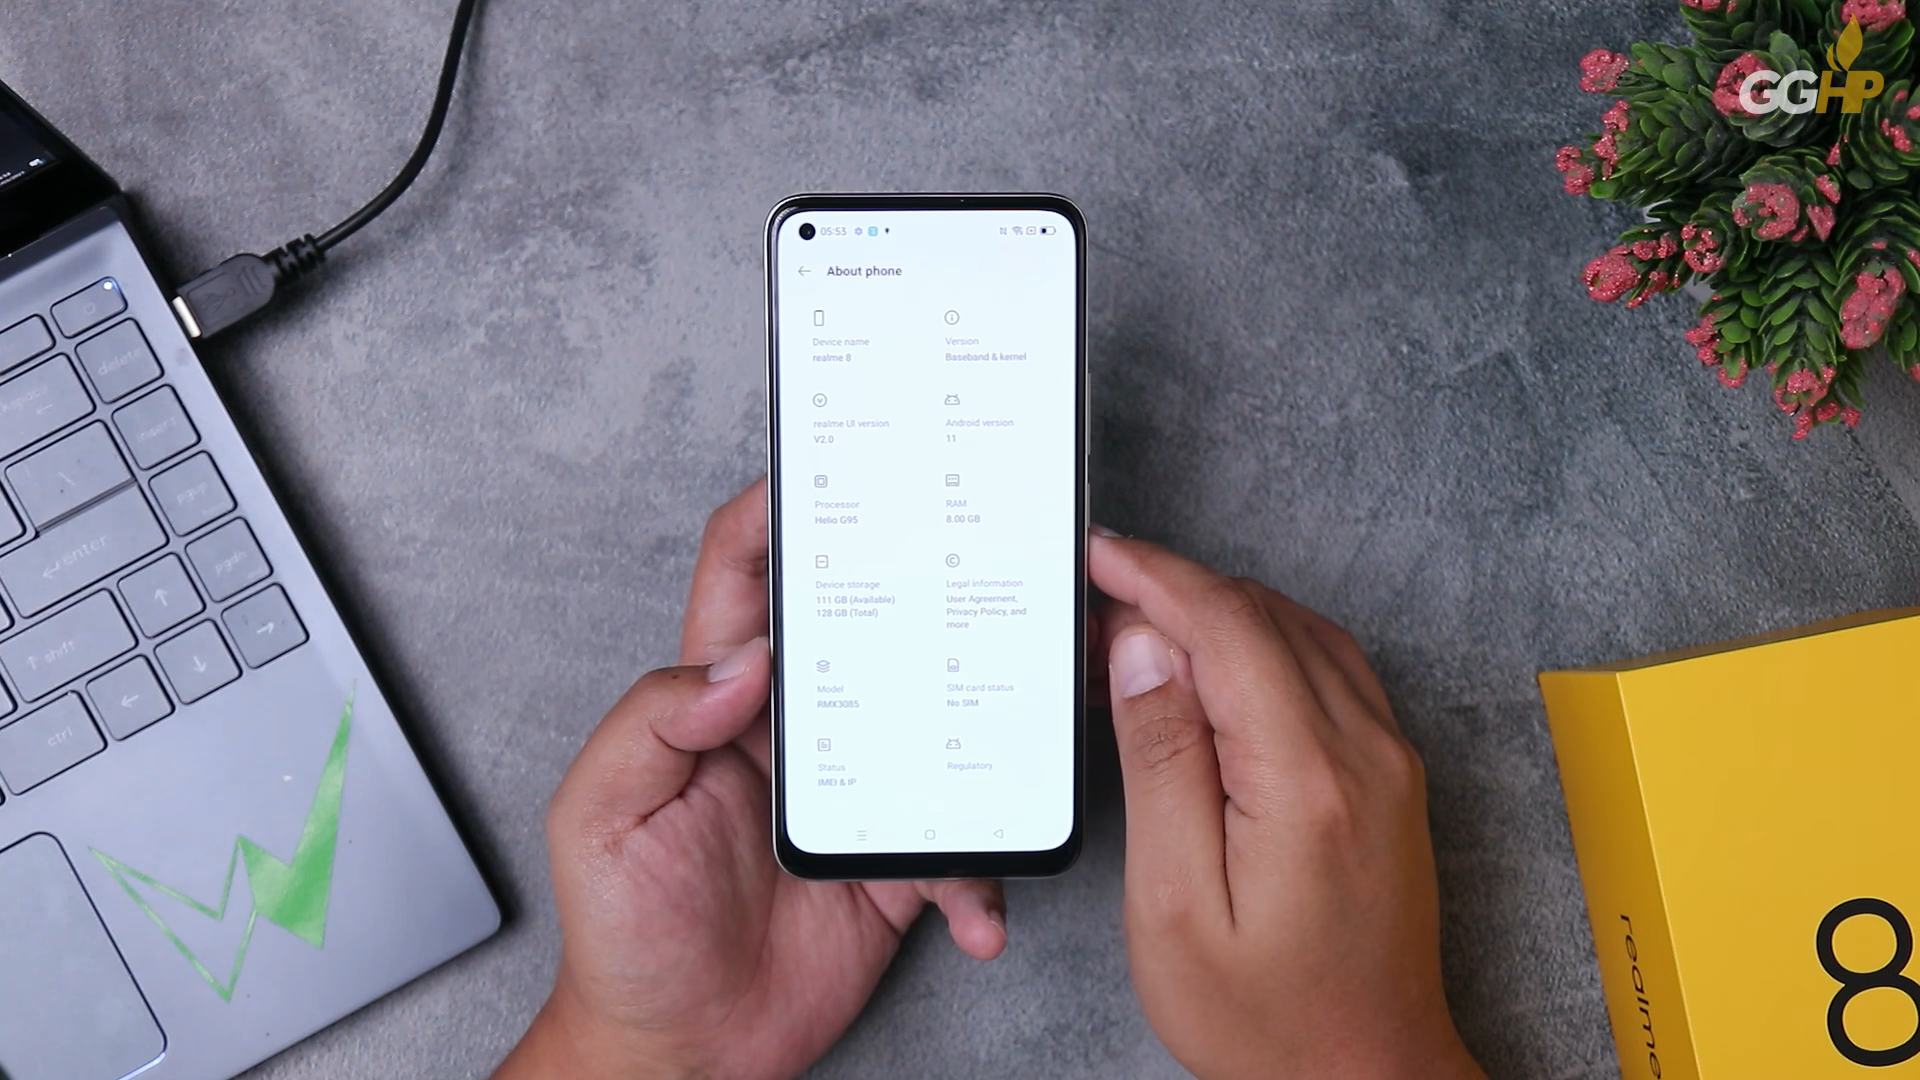 GGHP
05:53
About phone
Device name
realme 8
Version
Baseband & kernel
realme UI version
V2.0
Android version
11
Processor
Helio G95
RAM
8.00 GB
Device storage
111 GB (Available)
128 GB (Total)
Legal information
User Agreement,
Privacy Policy, and
more
Model
RMX3085
SIM card status
No SIM
Status
IMEI & IP
Regulatory
delete
insert
pgup
enter
pgdn
shift
ctrl
realme
8